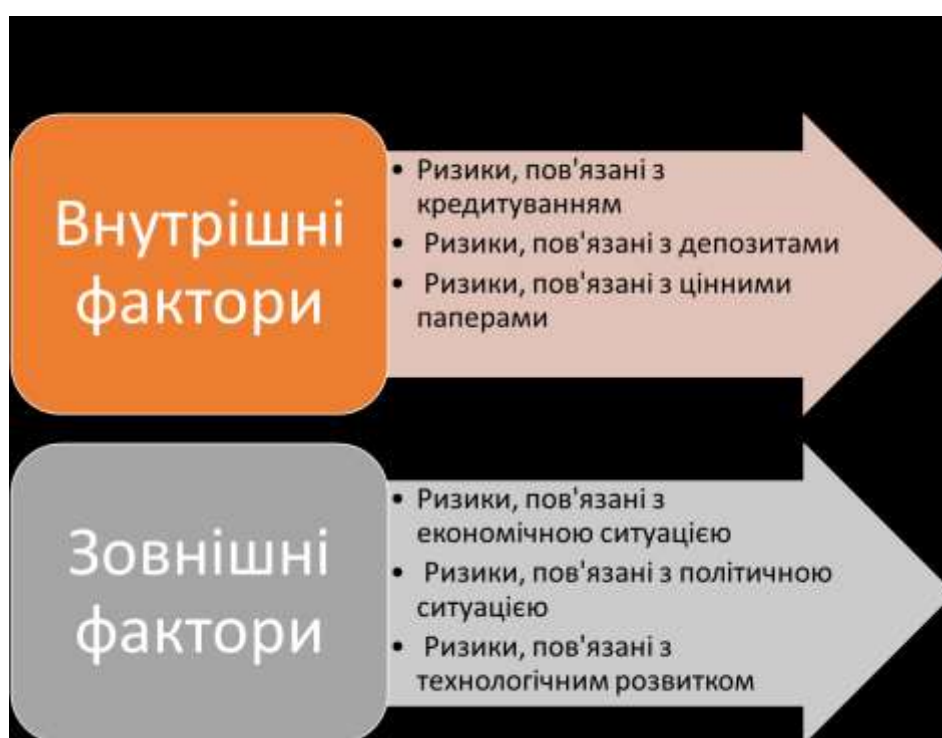 Внутрішні
фактори
• Ризики, пов'язані з
кредитуванням
• Ризики, пов'язані з депозитами
• Ризики, пов'язані з цінними
паперами
Зовнішні
фактори
• Ризики, пов'язані з
економічною ситуацією
• Ризики, пов'язані з політичною
ситуацією
• Ризики, пов'язані з
технологічним розвитком